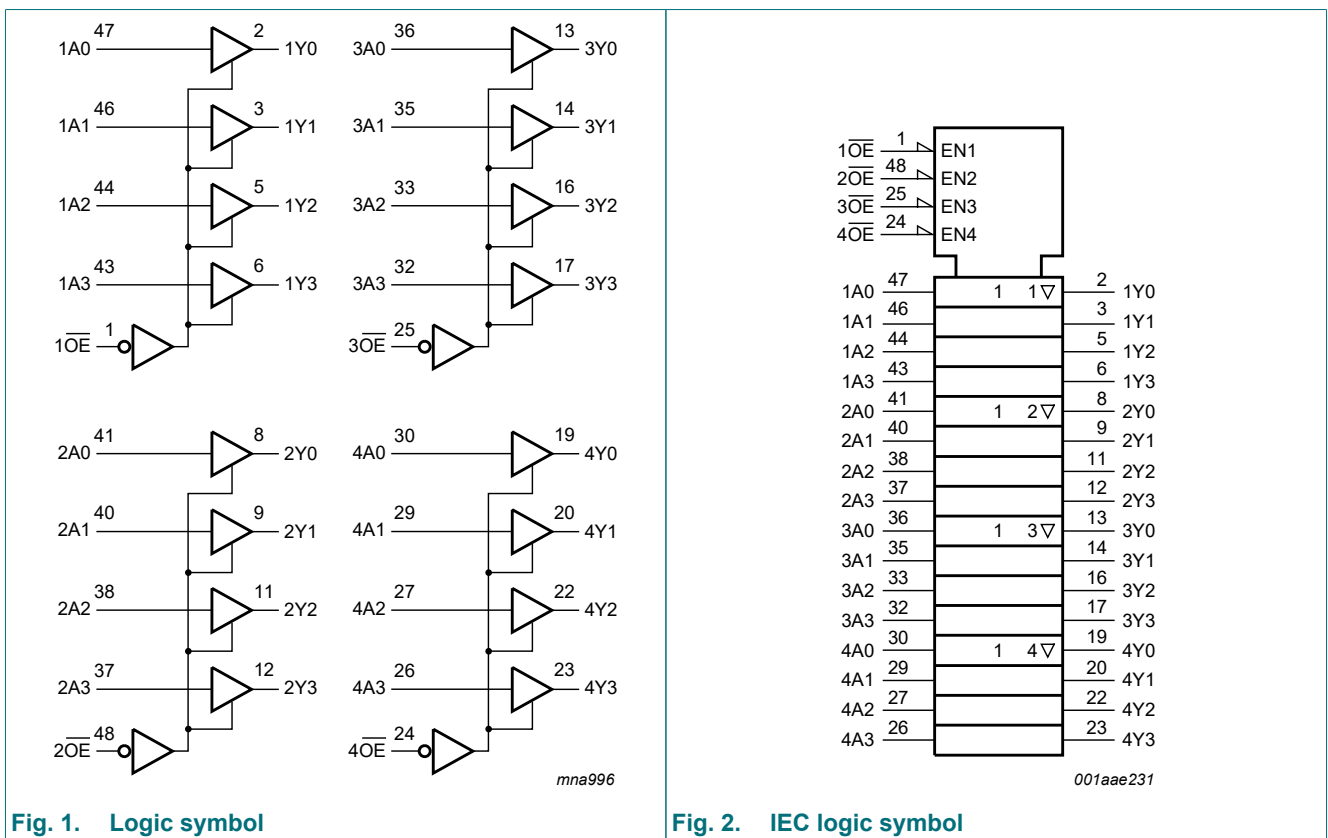 47 2
1A0 1Y0
46 3
1A1 1Y1
44 5
1A2 1Y2
43 6
1A3 1Y3
1
1O̅E̅
36 13
3A0 3Y0
35 14
3A1 3Y1
33 16
3A2 3Y2
32 17
3A3 3Y3
25
3O̅E̅
41 8
2A0 2Y0
40 9
2A1 2Y1
38 11
2A2 2Y2
37 12
2A3 2Y3
48
2O̅E̅
30 19
4A0 4Y0
29 20
4A1 4Y1
27 22
4A2 4Y2
26 23
4A3 4Y3
24
4O̅E̅
mna996
Fig. 1. Logic symbol
1O̅E̅ 1 EN1
2O̅E̅ 48 EN2
3O̅E̅ 25 EN3
4O̅E̅ 24 EN4
1A0 47 1 1▽ 2 1Y0
1A1 46 3 1Y1
1A2 44 5 1Y2
1A3 43 6 1Y3
2A0 41 1 2▽ 8 2Y0
2A1 40 9 2Y1
2A2 38 11 2Y2
2A3 37 12 2Y3
3A0 36 1 3▽ 13 3Y0
3A1 35 14 3Y1
3A2 33 16 3Y2
3A3 32 17 3Y3
4A0 30 1 4▽ 19 4Y0
4A1 29 20 4Y1
4A2 27 22 4Y2
4A3 26 23 4Y3
001aae231
Fig. 2. IEC logic symbol